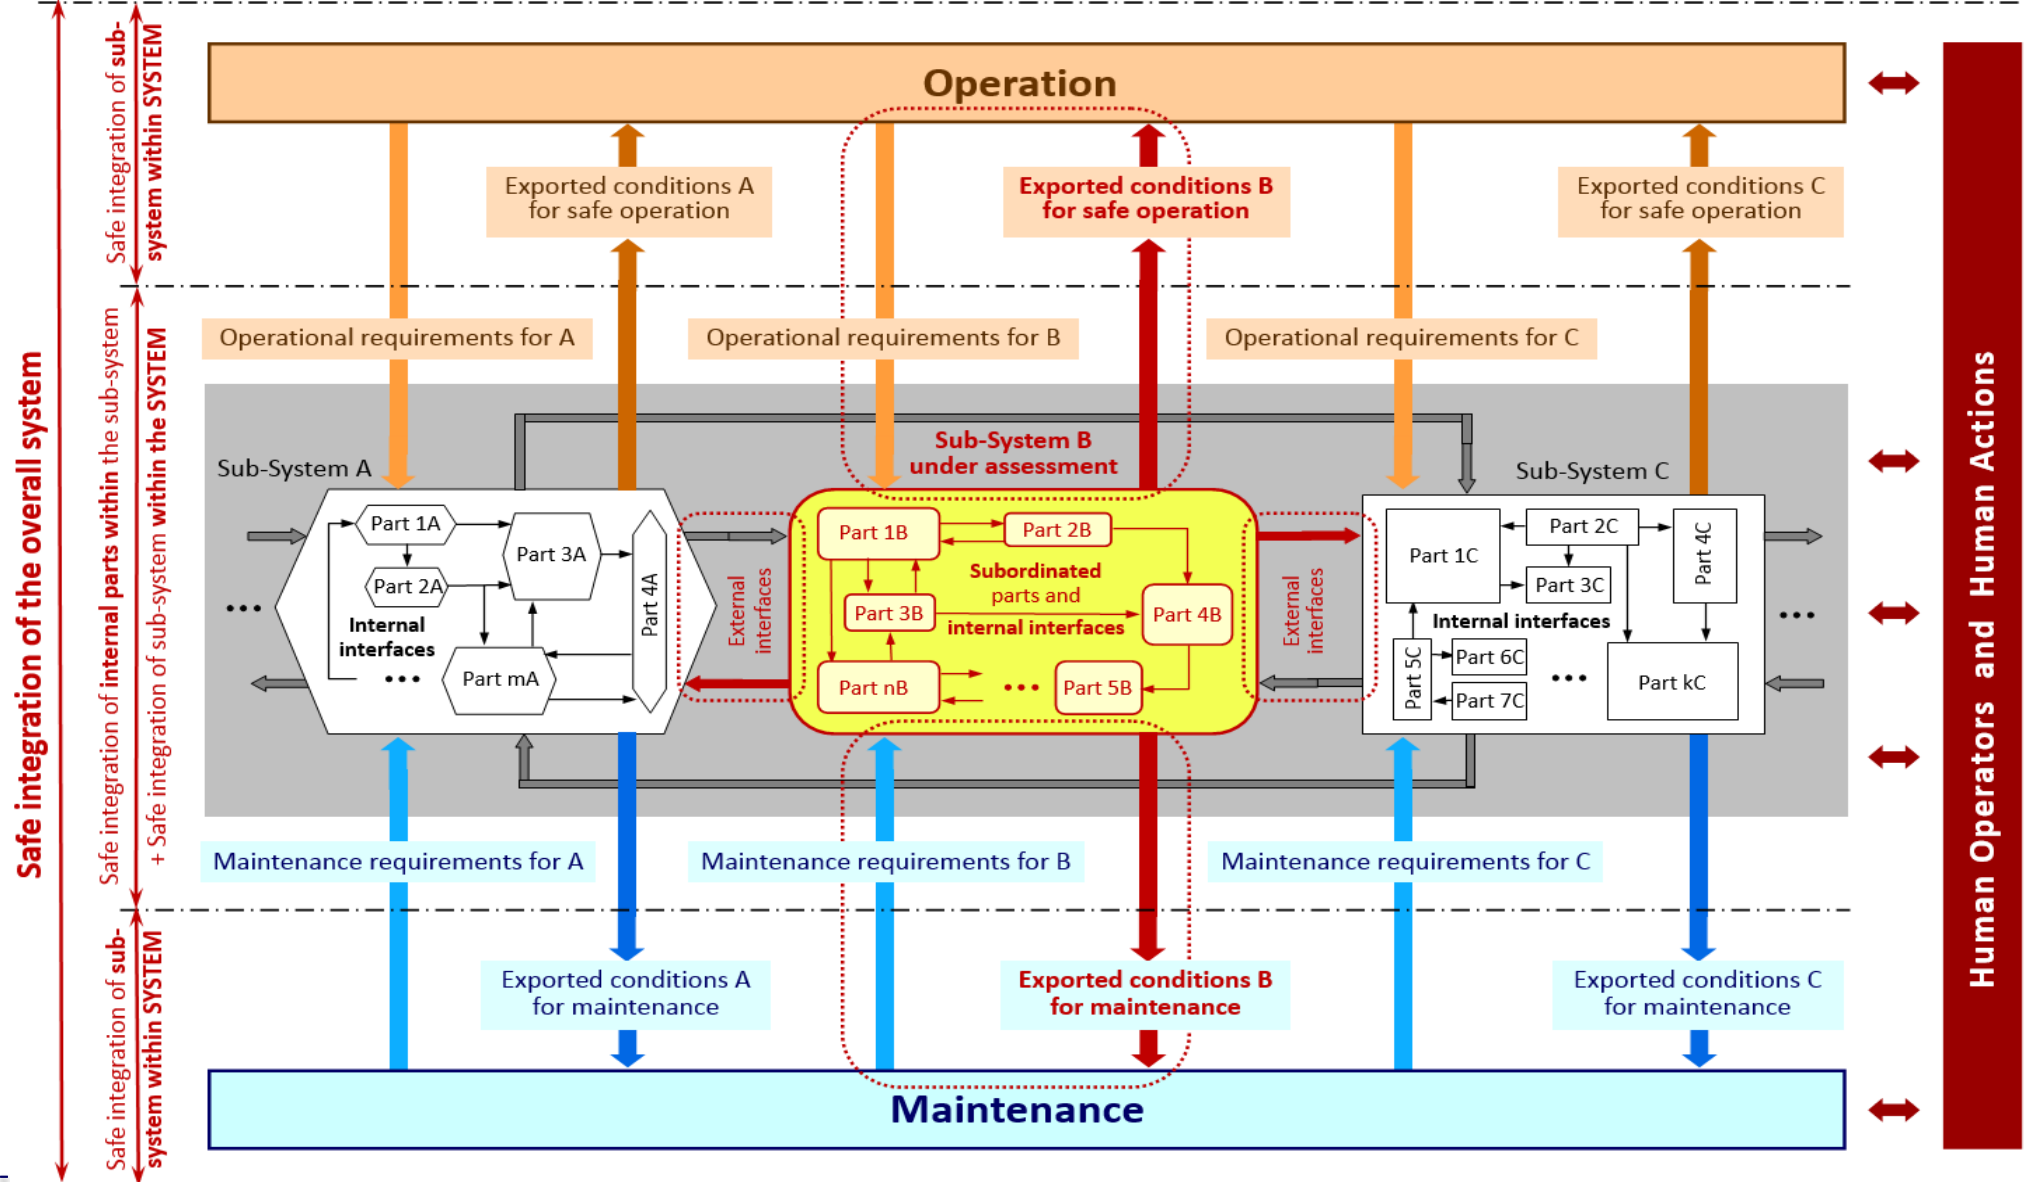 Safe integration of the overall system
Safe integration of sub-
system within SYSTEM
Safe integration of internal parts within the sub-system
+ Safe integration of sub-system within the SYSTEM
Safe integration of sub-
system within SYSTEM
Operation
Exported conditions A
for safe operation
Exported conditions B
for safe operation
Exported conditions C
for safe operation
Operational requirements for A
Operational requirements for B
Operational requirements for C
Sub-System A
Part 1A
Part 2A
Part 3A
Part 4A
Internal
interfaces
...
Part mA
...
External
interfaces
Sub-System B
under assessment
Part 1B
Part 2B
Subordinated
parts and
internal interfaces
Part 3B
Part 4B
Part nB
...
Part 5B
External
interfaces
Sub-System C
Part 1C
Part 2C
Part 3C
Part 4C
Internal interfaces
Part 5C
Part 6C
Part 7C
...
Part kC
...
Maintenance requirements for A
Maintenance requirements for B
Maintenance requirements for C
Exported conditions A
for maintenance
Exported conditions B
for maintenance
Exported conditions C
for maintenance
Maintenance
Human Operators and Human Actions